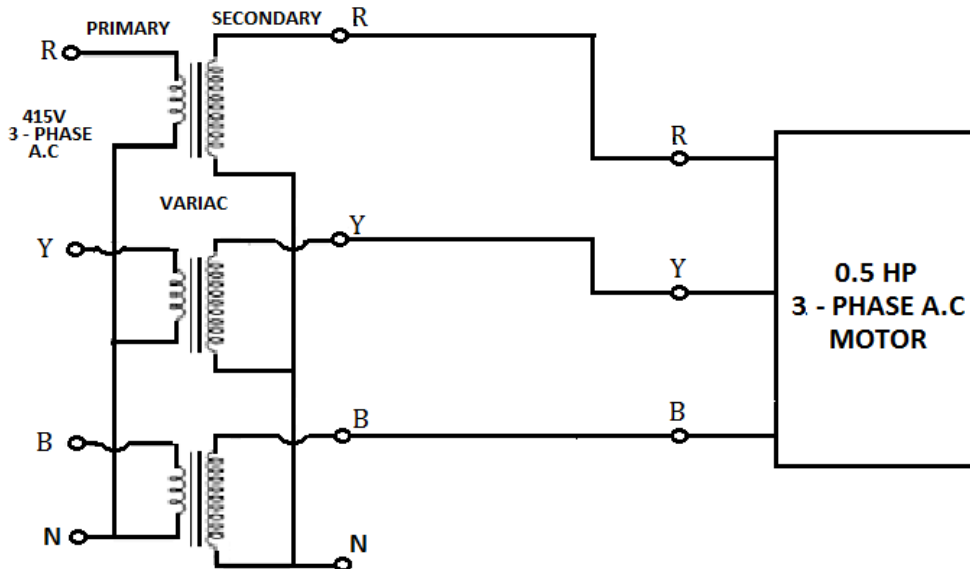 PRIMARY
SECONDARY
R
R
415V
3 - PHASE
A.C
R
VARIAC
Y
Y
Y
0.5 HP
3 - PHASE A.C
MOTOR
B
B
B
N
N